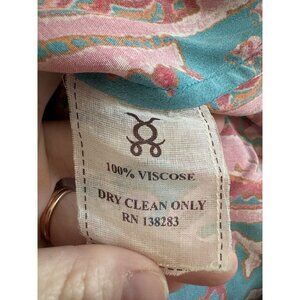 100% VISCOSE
DRY CLEAN ONLY
RN 138283